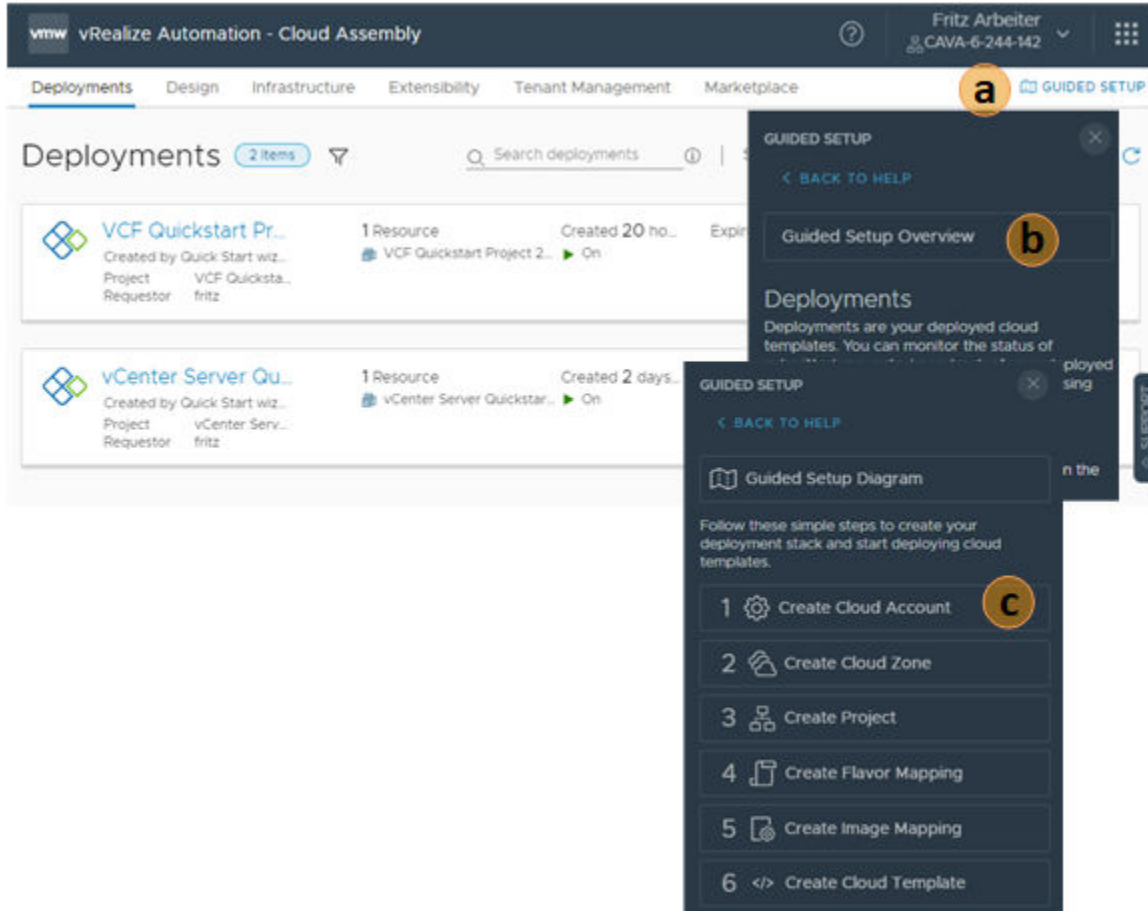 vmw vRealize Automation - Cloud Assembly
Fritz Arbeiter
CAVA-6-244-142
Deployments Design Infrastructure Extensibility Tenant Management Marketplace
a
GUIDED SETUP
Deployments 2 items
Search deployments
VCF Quickstart Pr...
Created by Quick Start wiz...
Project VCF Quicksta...
Requestor fritz
1 Resource
VCF Quickstart Project 2...
Created 20 ho...
On
Expir
vCenter Server Qu...
Created by Quick Start wiz...
Project vCenter Serv...
Requestor fritz
1 Resource
vCenter Server Quickstar...
Created 2 days...
On
GUIDED SETUP
< BACK TO HELP
Guided Setup Overview
b
Deployments
Deployments are your deployed cloud
templates. You can monitor the status of
ployed
sing
n the
SUPPORT
GUIDED SETUP
< BACK TO HELP
Guided Setup Diagram
Follow these simple steps to create your
deployment stack and start deploying cloud
templates.
1 Create Cloud Account
c
2 Create Cloud Zone
3 Create Project
4 Create Flavor Mapping
5 Create Image Mapping
6 </> Create Cloud Template